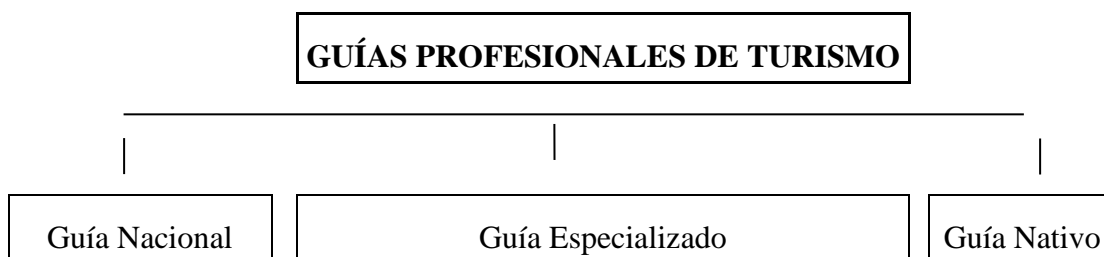 GUÍAS PROFESIONALES DE TURISMO
Guía Nacional
Guía Especializado
Guía Nativo